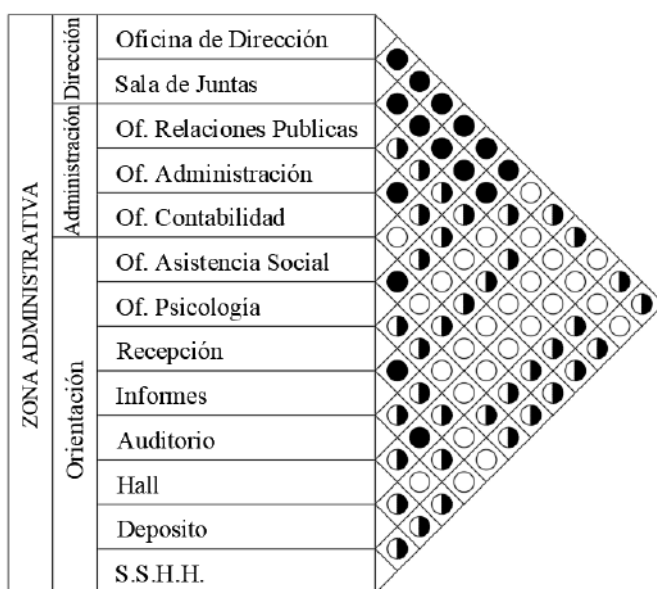 ZONA ADMINISTRATIVA
Dirección
Oficina de Dirección
Sala de Juntas
Administración
Of. Relaciones Publicas
Of. Administración
Of. Contabilidad
Orientación
Of. Asistencia Social
Of. Psicología
Recepción
Informes
Auditorio
Hall
Deposito
S.S.H.H.